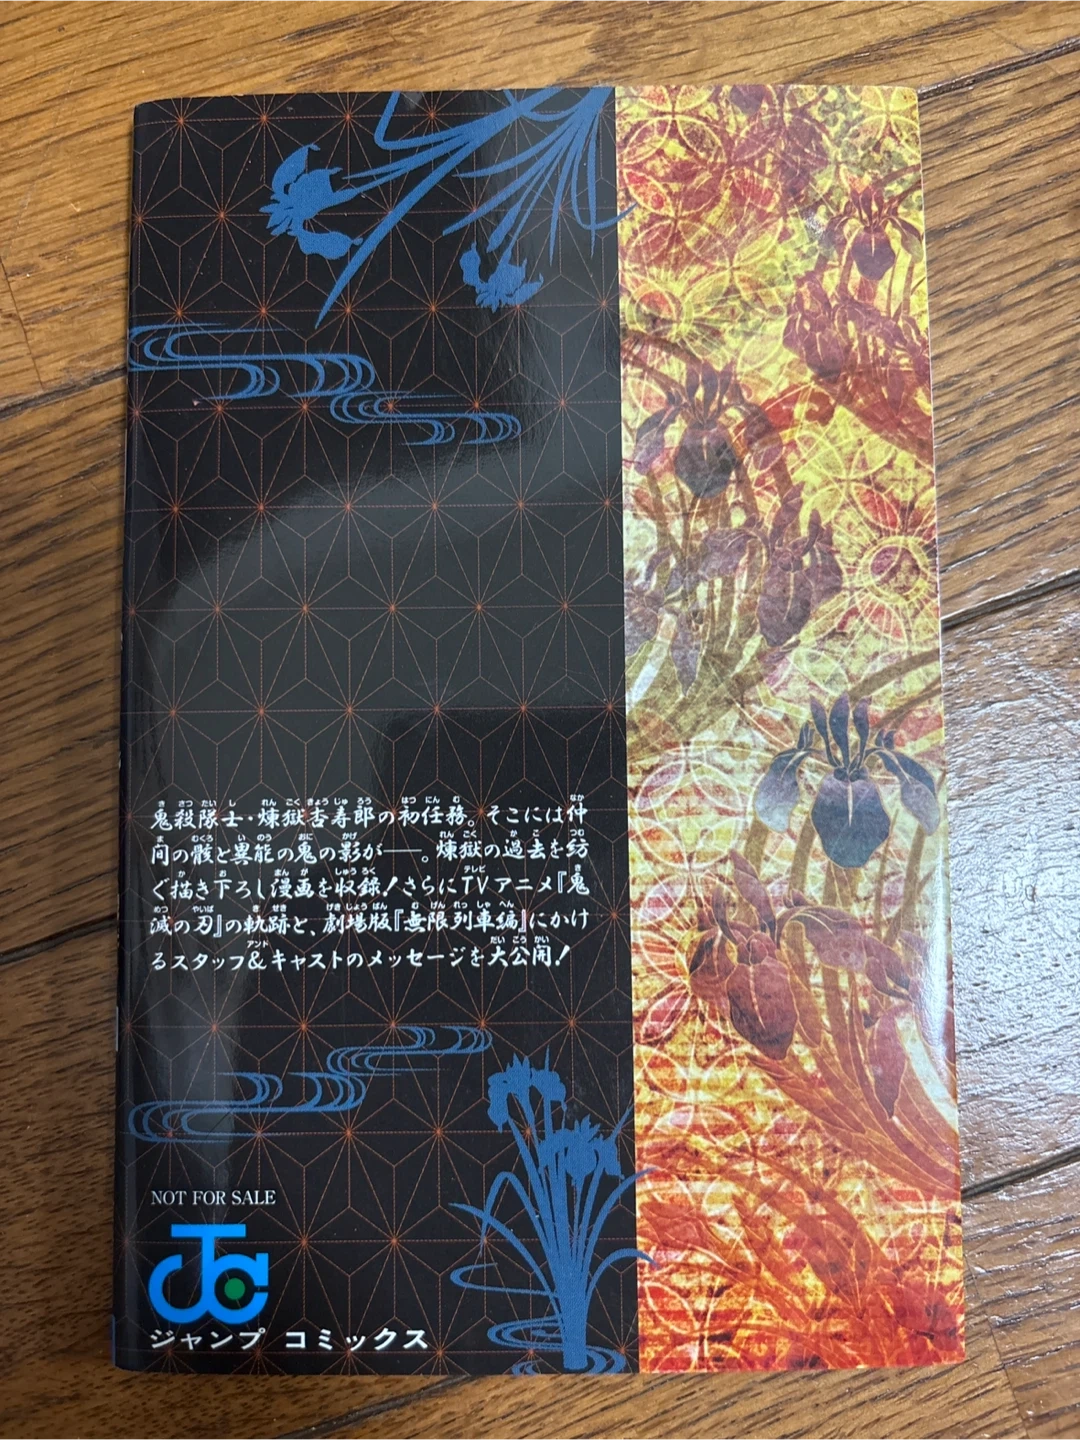 鬼殺隊士・煉獄杏寿郎の初任務。そこには仲
間の骸と異能の鬼の影が──。煉獄の過去を紡
ぐ描き下ろし漫画を収録!さらにTVアニメ『鬼
滅の刃』の軌跡と、劇場版『無限列車編』にかけ
るスタッフ&キャストのメッセージを大公開!
NOT FOR SALE
JC
ジャンプ コミックス